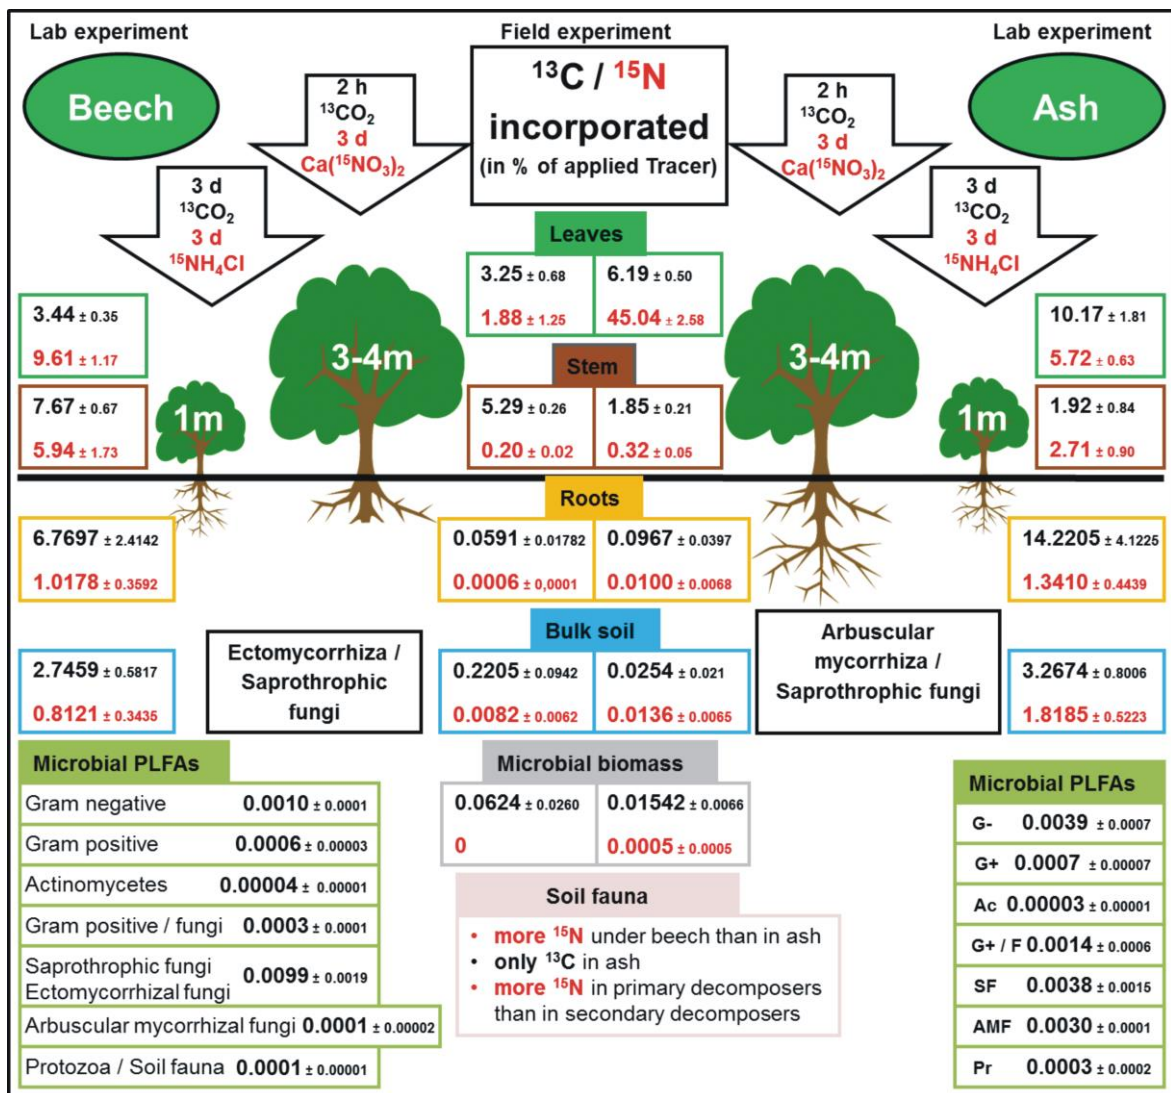 Lab experiment
Field experiment
Lab experiment
Beech
2 h
¹³CO₂
3 d
Ca(¹⁵NO₃)₂
¹³C / ¹⁵N
incorporated
(in % of applied Tracer)
2 h
¹³CO₂
3 d
Ca(¹⁵NO₃)₂
Ash
3 d
¹³CO₂
3 d
¹⁵NH₄Cl
3 d
¹³CO₂
3 d
¹⁵NH₄Cl
Leaves
3.25 ± 0.68 6.19 ± 0.50
1.88 ± 1.25 45.04 ± 2.58
3.44 ± 0.35
9.61 ± 1.17
10.17 ± 1.81
5.72 ± 0.63
3-4m
3-4m
Stem
5.29 ± 0.26 1.85 ± 0.21
0.20 ± 0.02 0.32 ± 0.05
7.67 ± 0.67
5.94 ± 1.73
1m
1m
1.92 ± 0.84
2.71 ± 0.90
Roots
6.7697 ± 2.4142
1.0178 ± 0.3592
0.0591 ± 0.01782 0.0967 ± 0.0397
0.0006 ± 0,0001 0.0100 ± 0.0068
14.2205 ± 4.1225
1.3410 ± 0.4439
Bulk soil
2.7459 ± 0.5817
0.8121 ± 0.3435
Ectomycorrhiza /
Saprothrophic
fungi
0.2205 ± 0.0942 0.0254 ± 0.021
0.0082 ± 0.0062 0.0136 ± 0.0065
Arbuscular
mycorrhiza /
Saprothrophic fungi
3.2674 ± 0.8006
1.8185 ± 0.5223
Microbial PLFAs
Gram negative 0.0010 ± 0.0001
Gram positive 0.0006 ± 0.00003
Actinomycetes 0.00004 ± 0.00001
Gram positive / fungi 0.0003 ± 0.0001
Saprothrophic fungi
Ectomycorrhizal fungi 0.0099 ± 0.0019
Arbuscular mycorrhizal fungi 0.0001 ± 0.00002
Protozoa / Soil fauna 0.0001 ± 0.00001
Microbial biomass
0.0624 ± 0.0260 0.01542 ± 0.0066
0 0.0005 ± 0.0005
Soil fauna
• more ¹⁵N under beech than in ash
• only ¹³C in ash
• more ¹⁵N in primary decomposers
than in secondary decomposers
Microbial PLFAs
G- 0.0039 ± 0.0007
G+ 0.0007 ± 0.00007
Ac 0.00003 ± 0.00001
G+ / F 0.0014 ± 0.0006
SF 0.0038 ± 0.0015
AMF 0.0030 ± 0.0001
Pr 0.0003 ± 0.0002